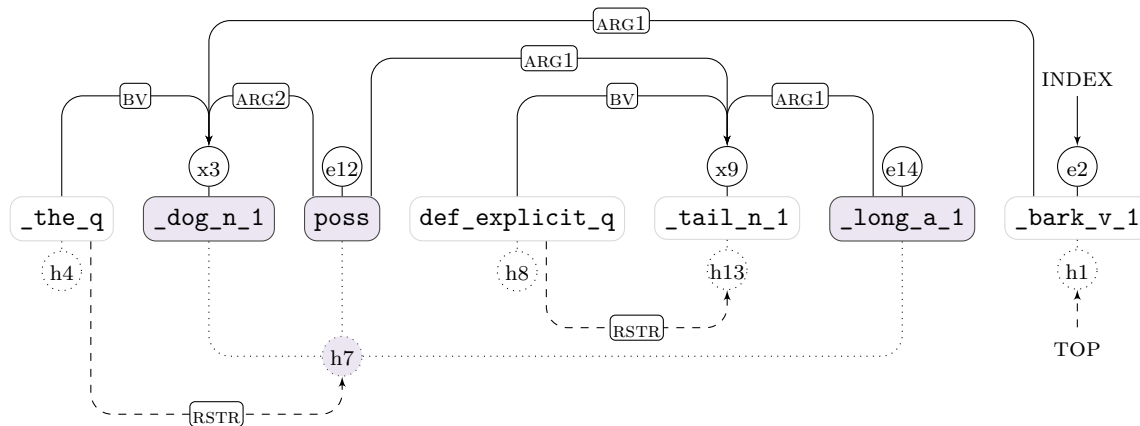 ARG1
ARG1
BV ARG2 BV ARG1 INDEX
x3 e12 x9 e14 e2
_the_q _dog_n_1 poss def_explicit_q _tail_n_1 _long_a_1 _bark_v_1
h4 h8 h13 h1
RSTR
h7 TOP
RSTR